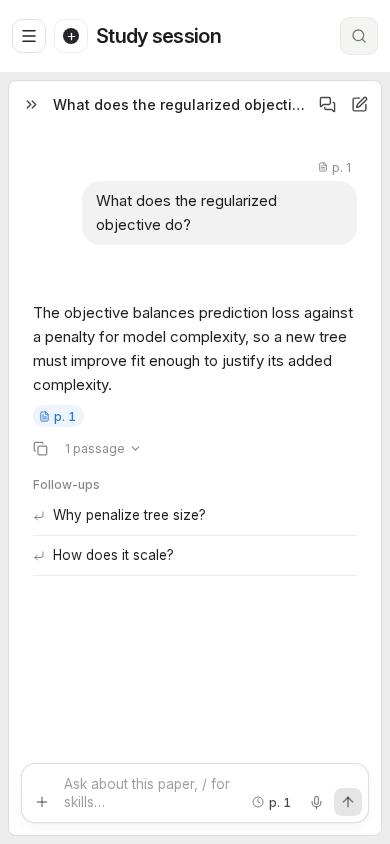 Study session
What does the regularized objecti...
p. 1
What does the regularized
objective do?
The objective balances prediction loss against
a penalty for model complexity, so a new tree
must improve fit enough to justify its added
complexity.
p. 1
1 passage
Follow-ups
Why penalize tree size?
How does it scale?
Ask about this paper, / for
skills...
p. 1